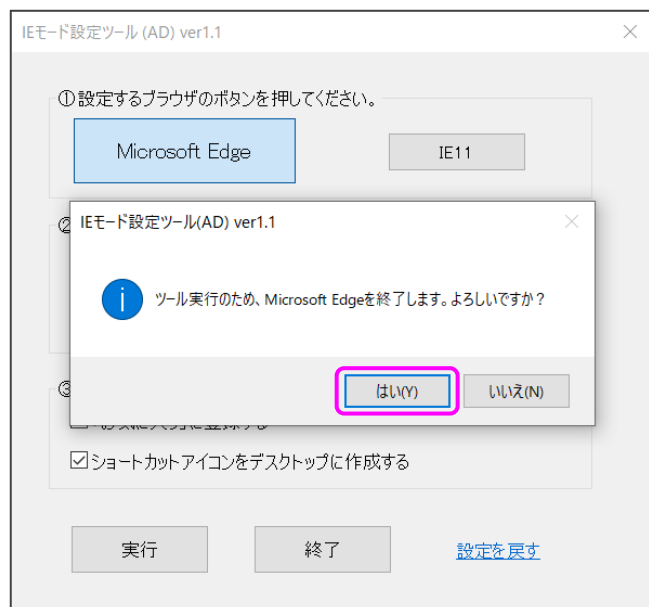 IEモード設定ツール (AD) ver1.1
①設定するブラウザのボタンを押してください。
Microsoft Edge
IE11
②
IEモード設定ツール(AD) ver1.1
ツール実行のため、Microsoft Edgeを終了します。よろしいですか？
はい(Y)
いいえ(N)
③
ショートカットアイコンをデスクトップに作成する
実行
終了
設定を戻す